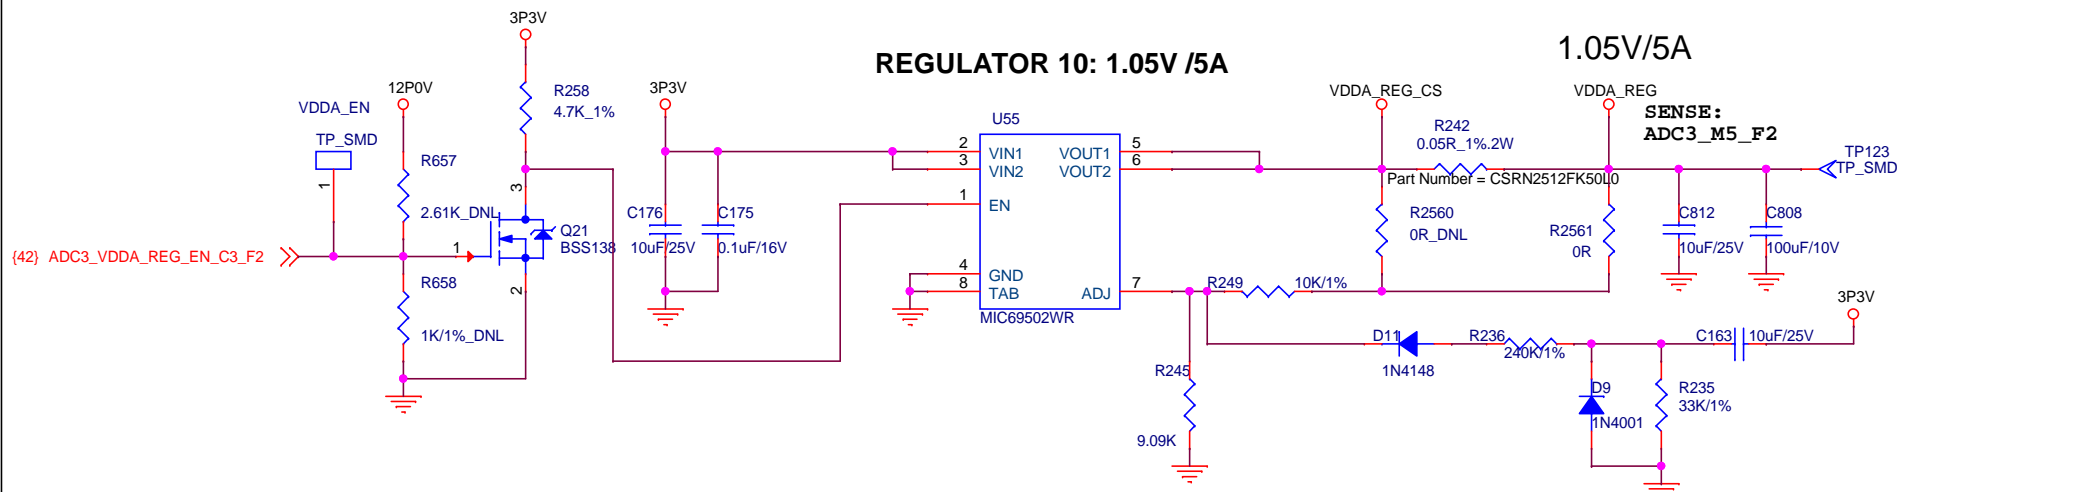 3P3V
REGULATOR 10: 1.05V /5A
1.05V/5A
12P0V
VDDA_EN
TP_SMD
1
R258
4.7K_1%
3P3V
VDDA_REG_CS
VDDA_REG
SENSE:
ADC3_M5_F2
R242
0.05R_1%.2W
Part Number = CSRN2512FK50L0
TP123
TP_SMD
U55
2 VIN1 VOUT1 5
3 VIN2 VOUT2 6
1 EN
4 GND
8 TAB ADJ 7
MIC69502WR
R657
2.61K_DNL
3
1
2
Q21
BSS138
{42} ADC3_VDDA_REG_EN_C3_F2
R658
1K/1%_DNL
C176
10uF/25V
C175
0.1uF/16V
R2560
0R_DNL
R2561
0R
C812
10uF/25V
C808
100uF/10V
R249 10K/1%
3P3V
D11
1N4148
R236
240K/1%
C163 10uF/25V
R245
9.09K
D9
1N4001
R235
33K/1%